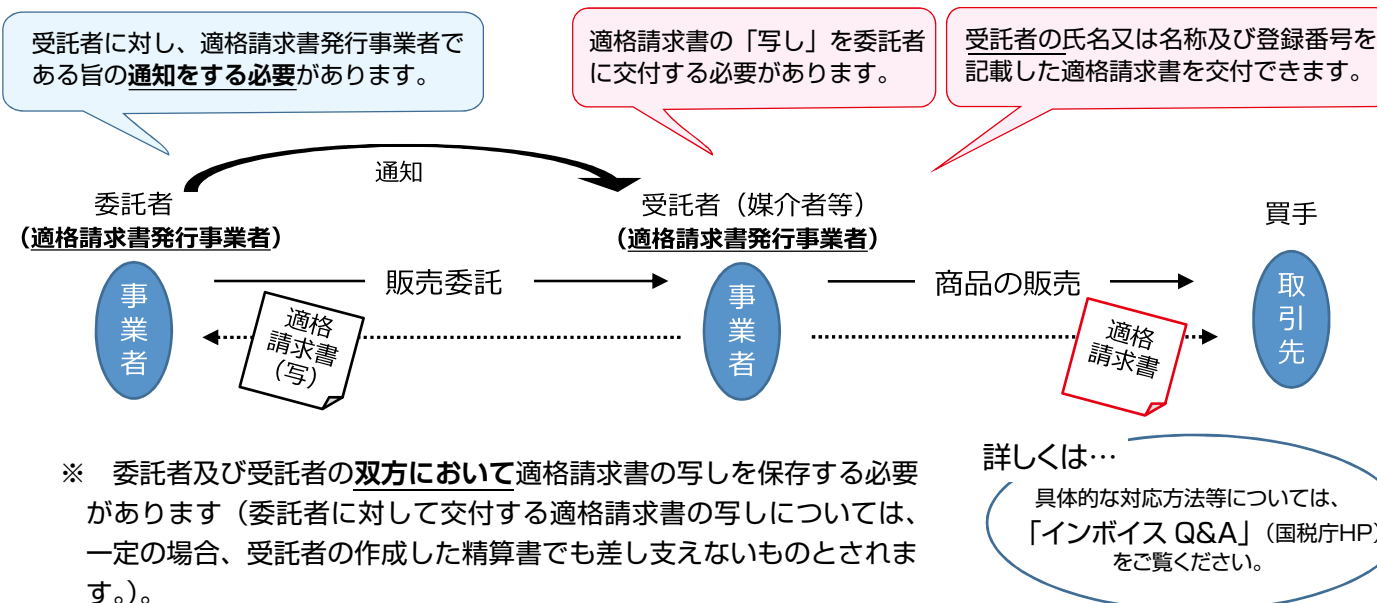 受託者に対し、適格請求書発行事業者で
ある旨の通知をする必要があります。
適格請求書の「写し」を委託者
に交付する必要があります。
受託者の氏名又は名称及び登録番号を
記載した適格請求書を交付できます。
通知
委託者
（適格請求書発行事業者）
受託者（媒介者等）
（適格請求書発行事業者）
買手
事業者
販売委託
適格
請求書
（写）
事業者
商品の販売
適格
請求書
取引先
※　委託者及び受託者の双方において適格請求書の写しを保存する必要
があります（委託者に対して交付する適格請求書の写しについては、
一定の場合、受託者の作成した精算書でも差し支えないものとされま
す。）。
詳しくは…
具体的な対応方法等については、
「インボイス Q&A」（国税庁HP）
をご覧ください。